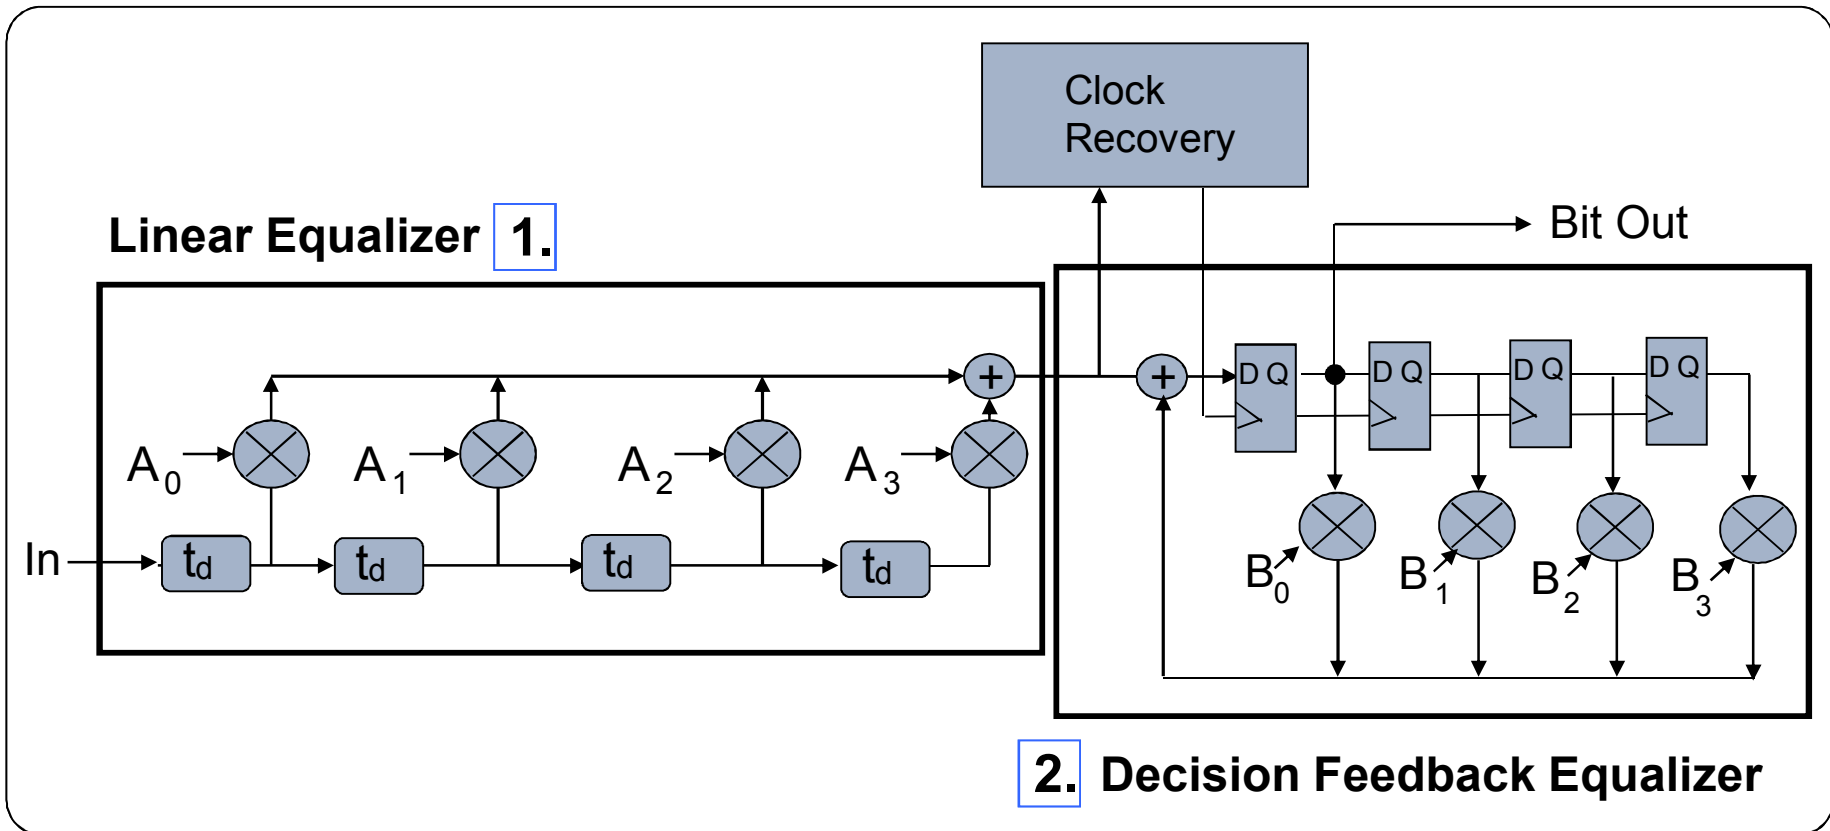 Clock
Recovery
Linear Equalizer 1.
Bit Out
D Q D Q D Q D Q
A0 A1 A2 A3
In td td td td
B0 B1 B2 B3
2. Decision Feedback Equalizer